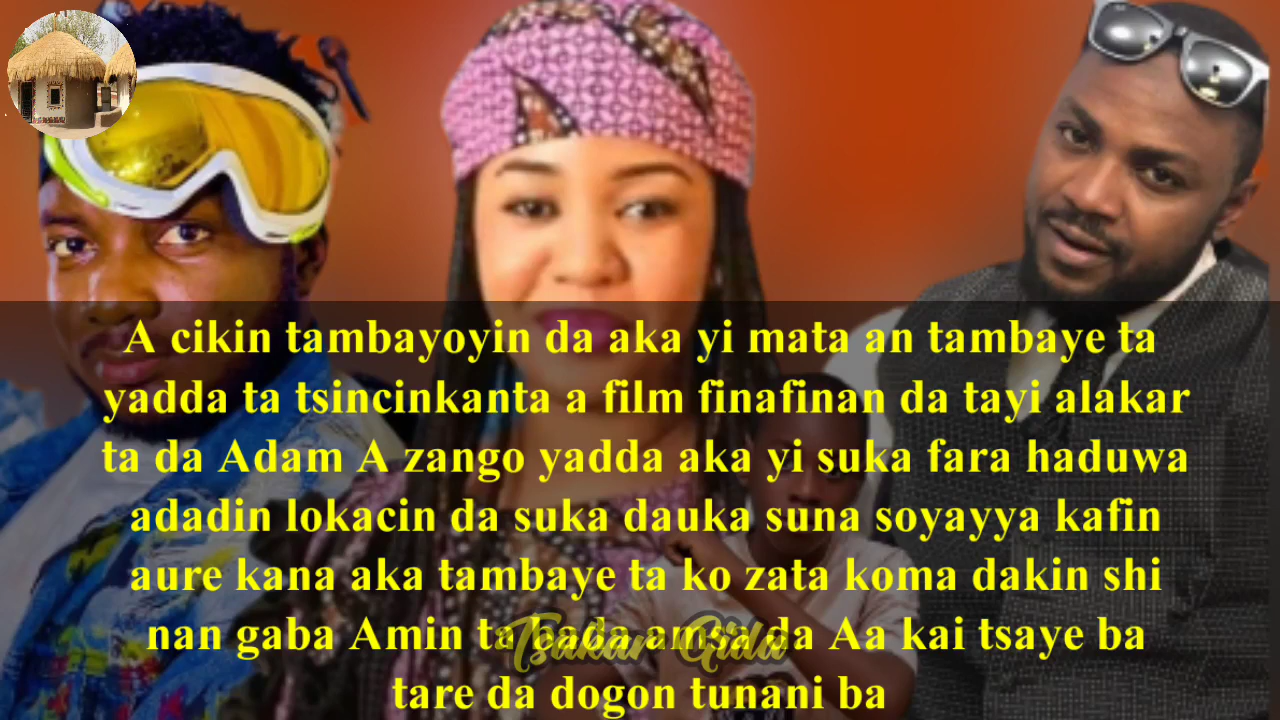 A cikin tambayoyin da aka yi mata an tambaye ta
yadda ta tsincinkanta a film finafinan da tayi alakar
ta da Adam A zango yadda aka yi suka fara haduwa
adadin lokacin da suka dauka suna soyayya kafin
aure kana aka tambaye ta ko zata koma dakin shi
nan gaba Amin ta bada amsa da Aa kai tsaye ba
tare da dogon tunani ba
Tsakar Gida